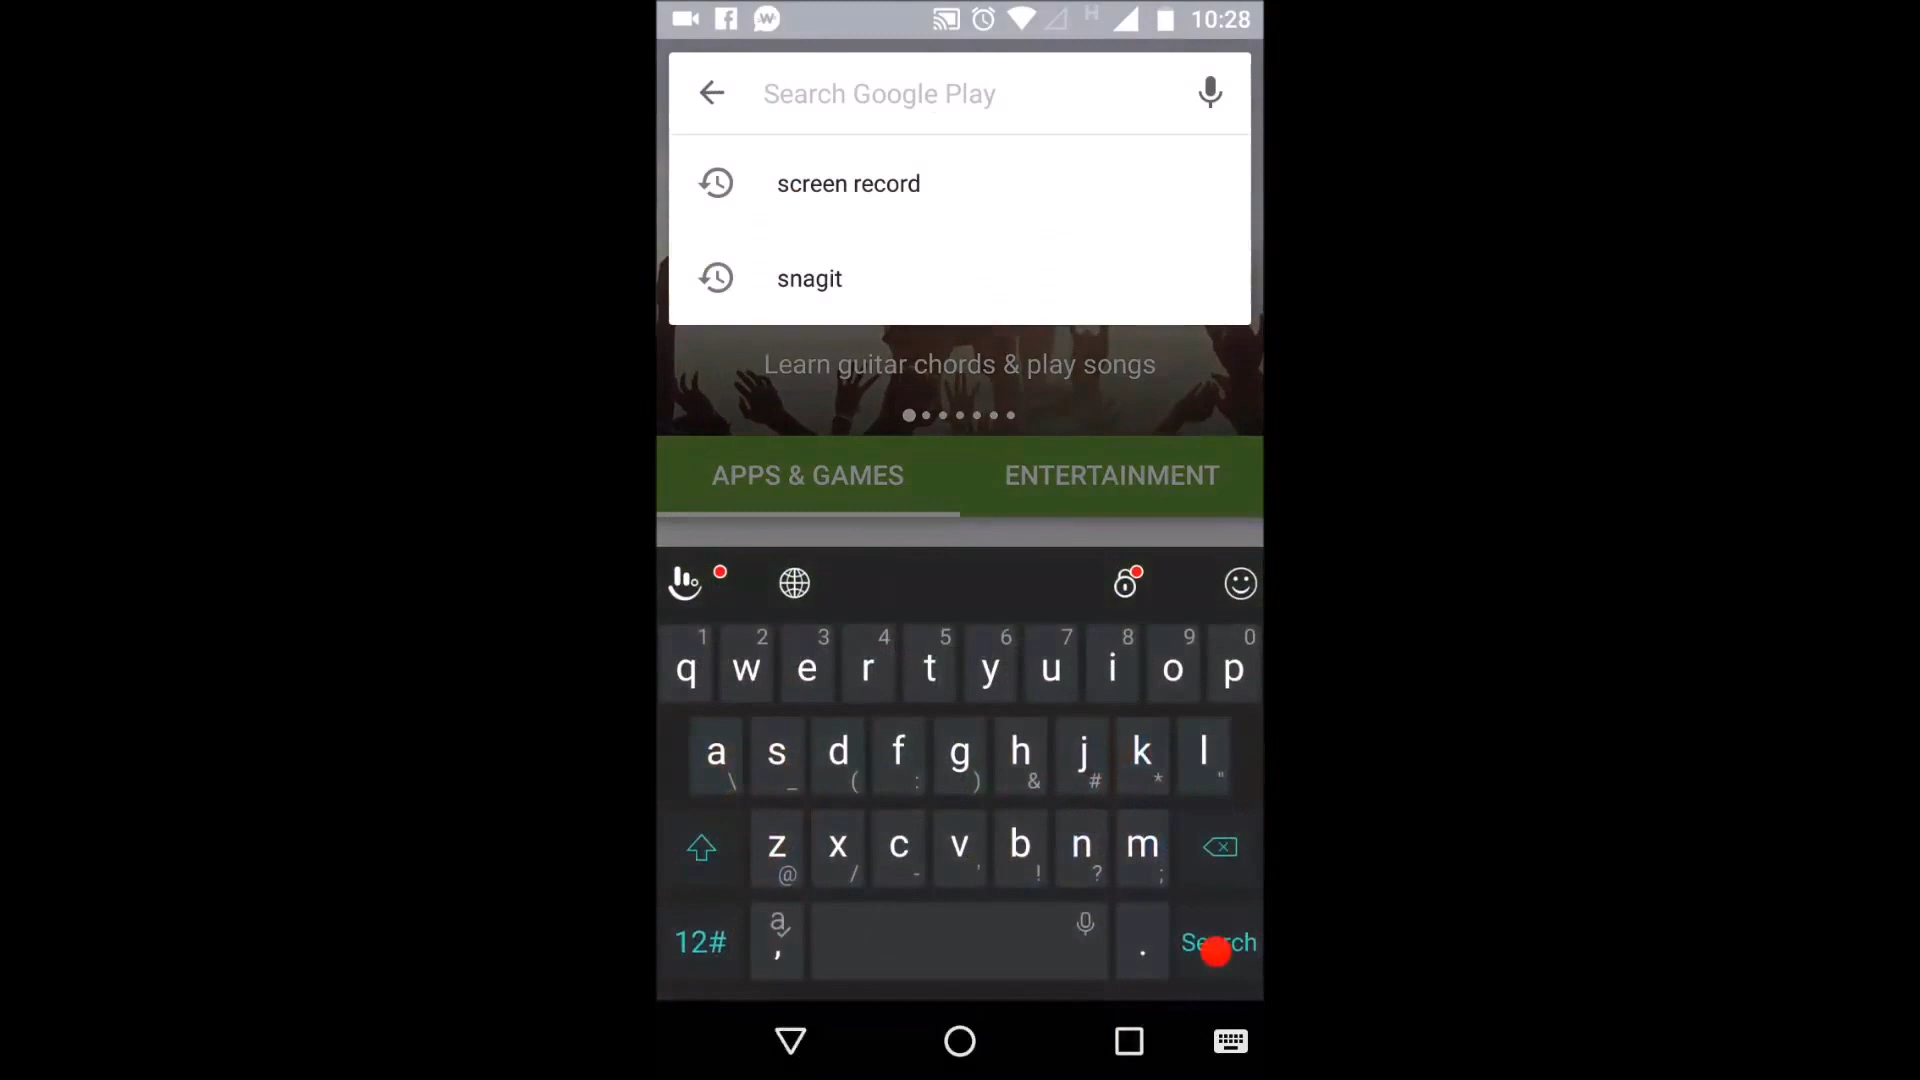 H 10:28
Search Google Play
screen record
snagit
Learn guitar chords & play songs
APPS & GAMES ENTERTAINMENT
1 2 3 4 5 6 7 8 9 0
q w e r t y u i o p
a s d f g h j k l
\ _ ( : ) & # * "
z x c v b n m
@ / - ' ! ? ;
12# a , . Search